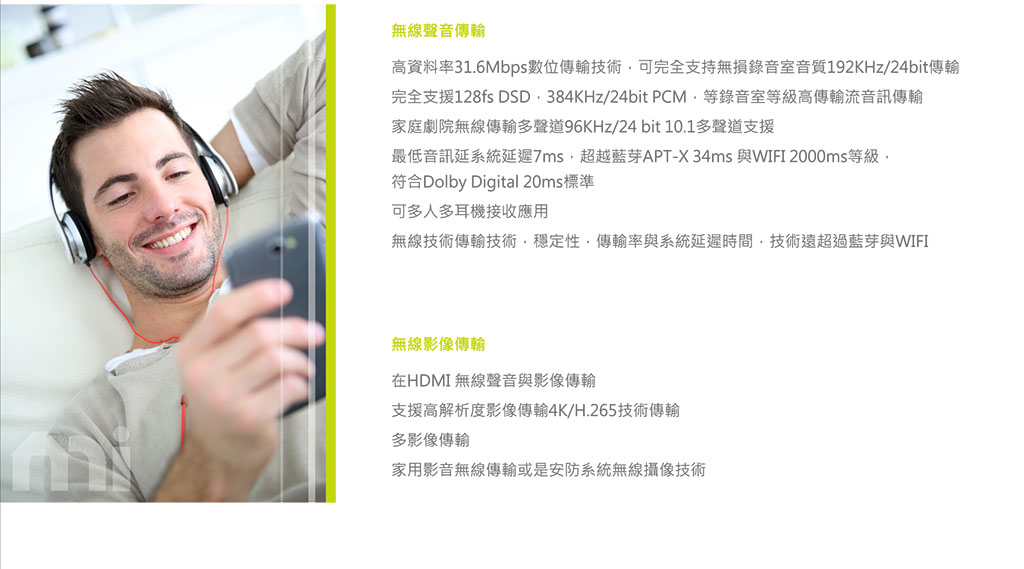 無線聲音傳輸
高資料率31.6Mbps數位傳輸技術，可完全支持無損錄音室音質192KHz/24bit傳輸
完全支援128fs DSD，384KHz/24bit PCM，等錄音室等級高傳輸流音訊傳輸
家庭劇院無線傳輸多聲道96KHz/24 bit 10.1多聲道支援
最低音訊延系統延遲7ms，超越藍芽APT-X 34ms 與WIFI 2000ms等級，
符合Dolby Digital 20ms標準
可多人多耳機接收應用
無線技術傳輸技術，穩定性，傳輸率與系統延遲時間，技術遠超過藍芽與WIFI
無線影像傳輸
在HDMI 無線聲音與影像傳輸
支援高解析度影像傳輸4K/H.265技術傳輸
多影像傳輸
家用影音無線傳輸或是安防系統無線攝像技術
mi